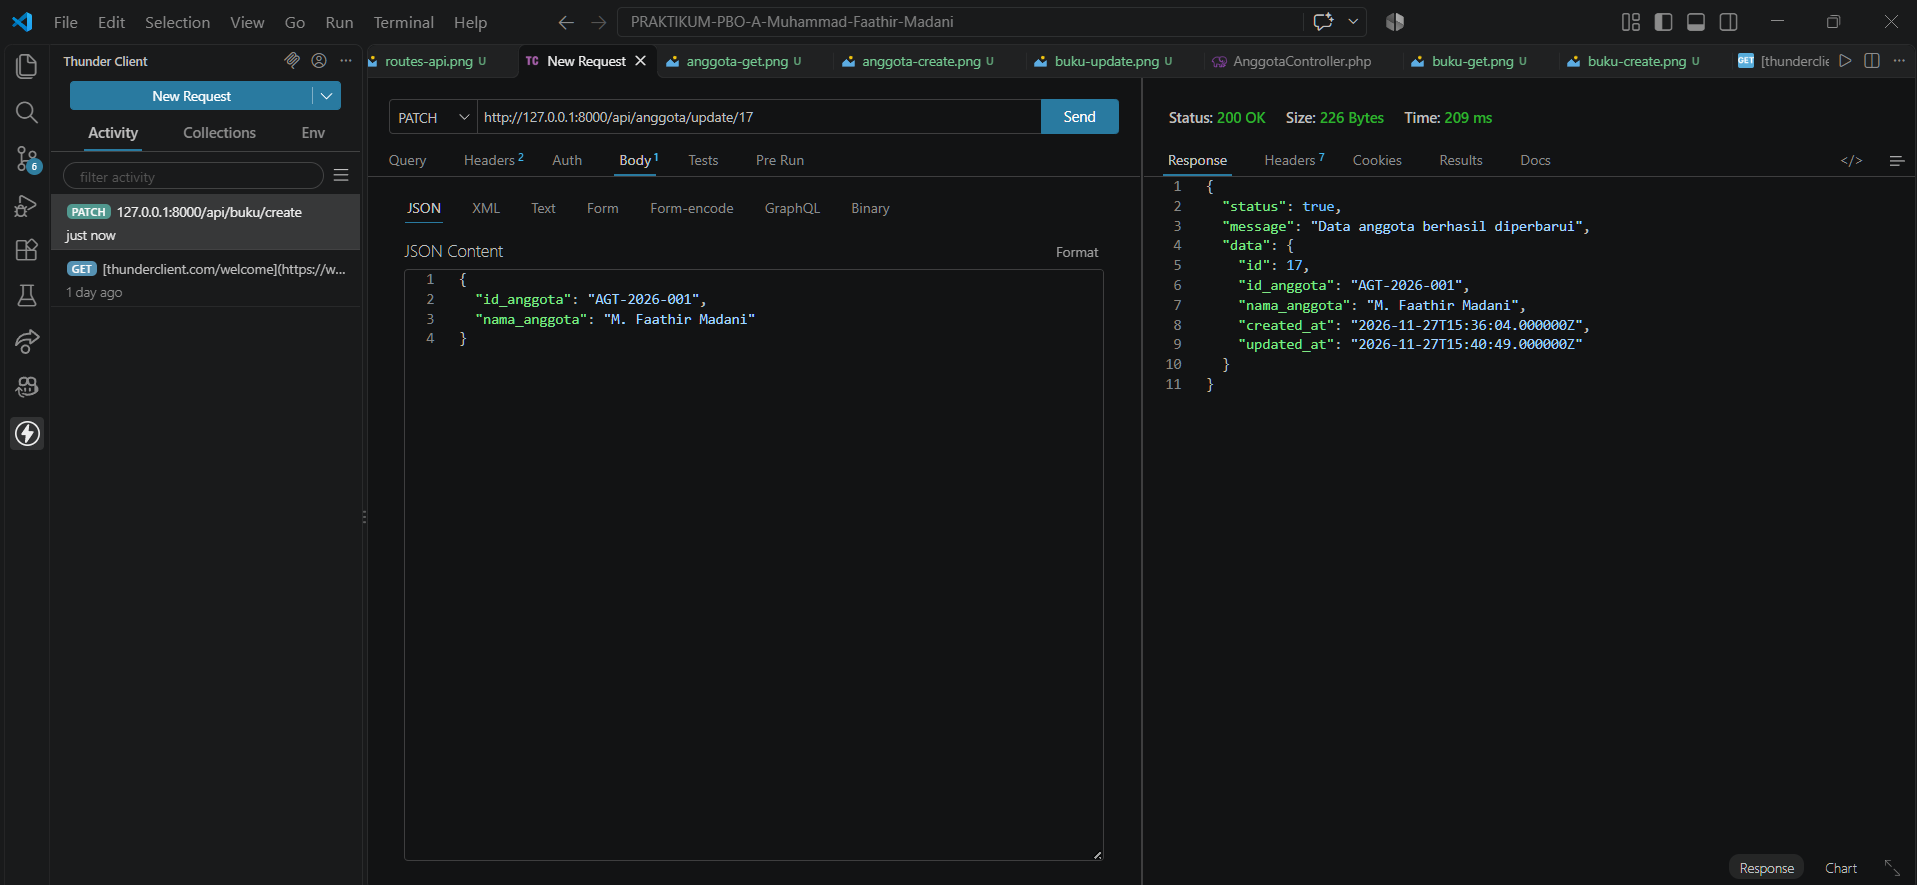 File Edit Selection View Go Run Terminal Help
PRAKTIKUM-PBO-A-Muhammad-Faathir-Madani
Thunder Client
New Request
Activity Collections Env
filter activity
PATCH 127.0.0.1:8000/api/buku/create
just now
GET [thunderclient.com/welcome](https://w...
1 day ago
6
routes-api.png U
TC New Request
anggota-get.png U
anggota-create.png U
buku-update.png U
AnggotaController.php
buku-get.png U
buku-create.png U
GET [thunderclie
PATCH http://127.0.0.1:8000/api/anggota/update/17 Send
Query Headers 2 Auth Body 1 Tests Pre Run
JSON XML Text Form Form-encode GraphQL Binary
JSON Content Format
1 {
2 "id_anggota": "AGT-2026-001",
3 "nama_anggota": "M. Faathir Madani"
4 }
Status: 200 OK Size: 226 Bytes Time: 209 ms
Response Headers 7 Cookies Results Docs </>
1 {
2 "status": true,
3 "message": "Data anggota berhasil diperbarui",
4 "data": {
5 "id": 17,
6 "id_anggota": "AGT-2026-001",
7 "nama_anggota": "M. Faathir Madani",
8 "created_at": "2026-11-27T15:36:04.000000Z",
9 "updated_at": "2026-11-27T15:40:49.000000Z"
10 }
11 }
Response Chart